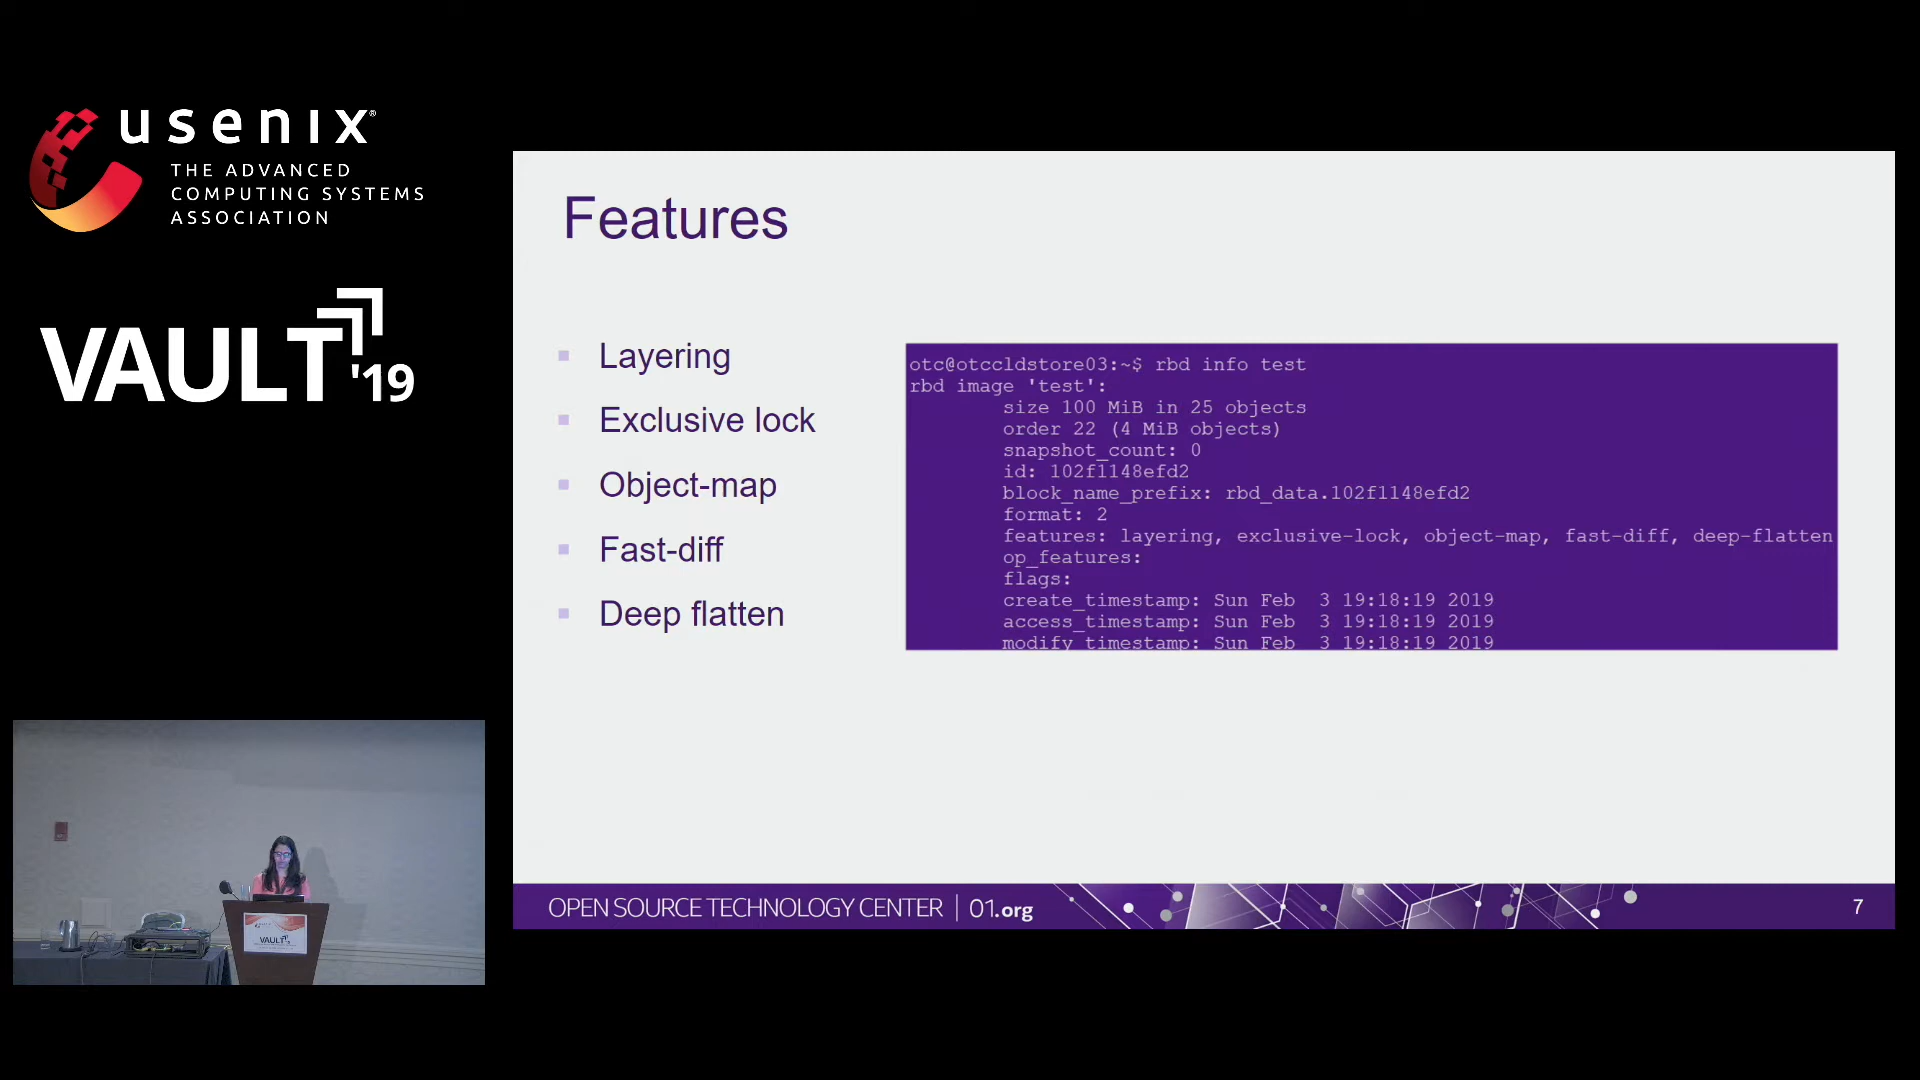 usenix®
THE ADVANCED
COMPUTING SYSTEMS
ASSOCIATION
VAULT '19
Features
Layering
Exclusive lock
Object-map
Fast-diff
Deep flatten
otc@otccldstore03:~$ rbd info test
rbd image 'test':
size 100 MiB in 25 objects
order 22 (4 MiB objects)
snapshot_count: 0
id: 102f1148efd2
block_name_prefix: rbd_data.102f1148efd2
format: 2
features: layering, exclusive-lock, object-map, fast-diff, deep-flatten
op_features:
flags:
create_timestamp: Sun Feb  3 19:18:19 2019
access_timestamp: Sun Feb  3 19:18:19 2019
modify_timestamp: Sun Feb  3 19:18:19 2019
OPEN SOURCE TECHNOLOGY CENTER | 01.org
7
VAULT